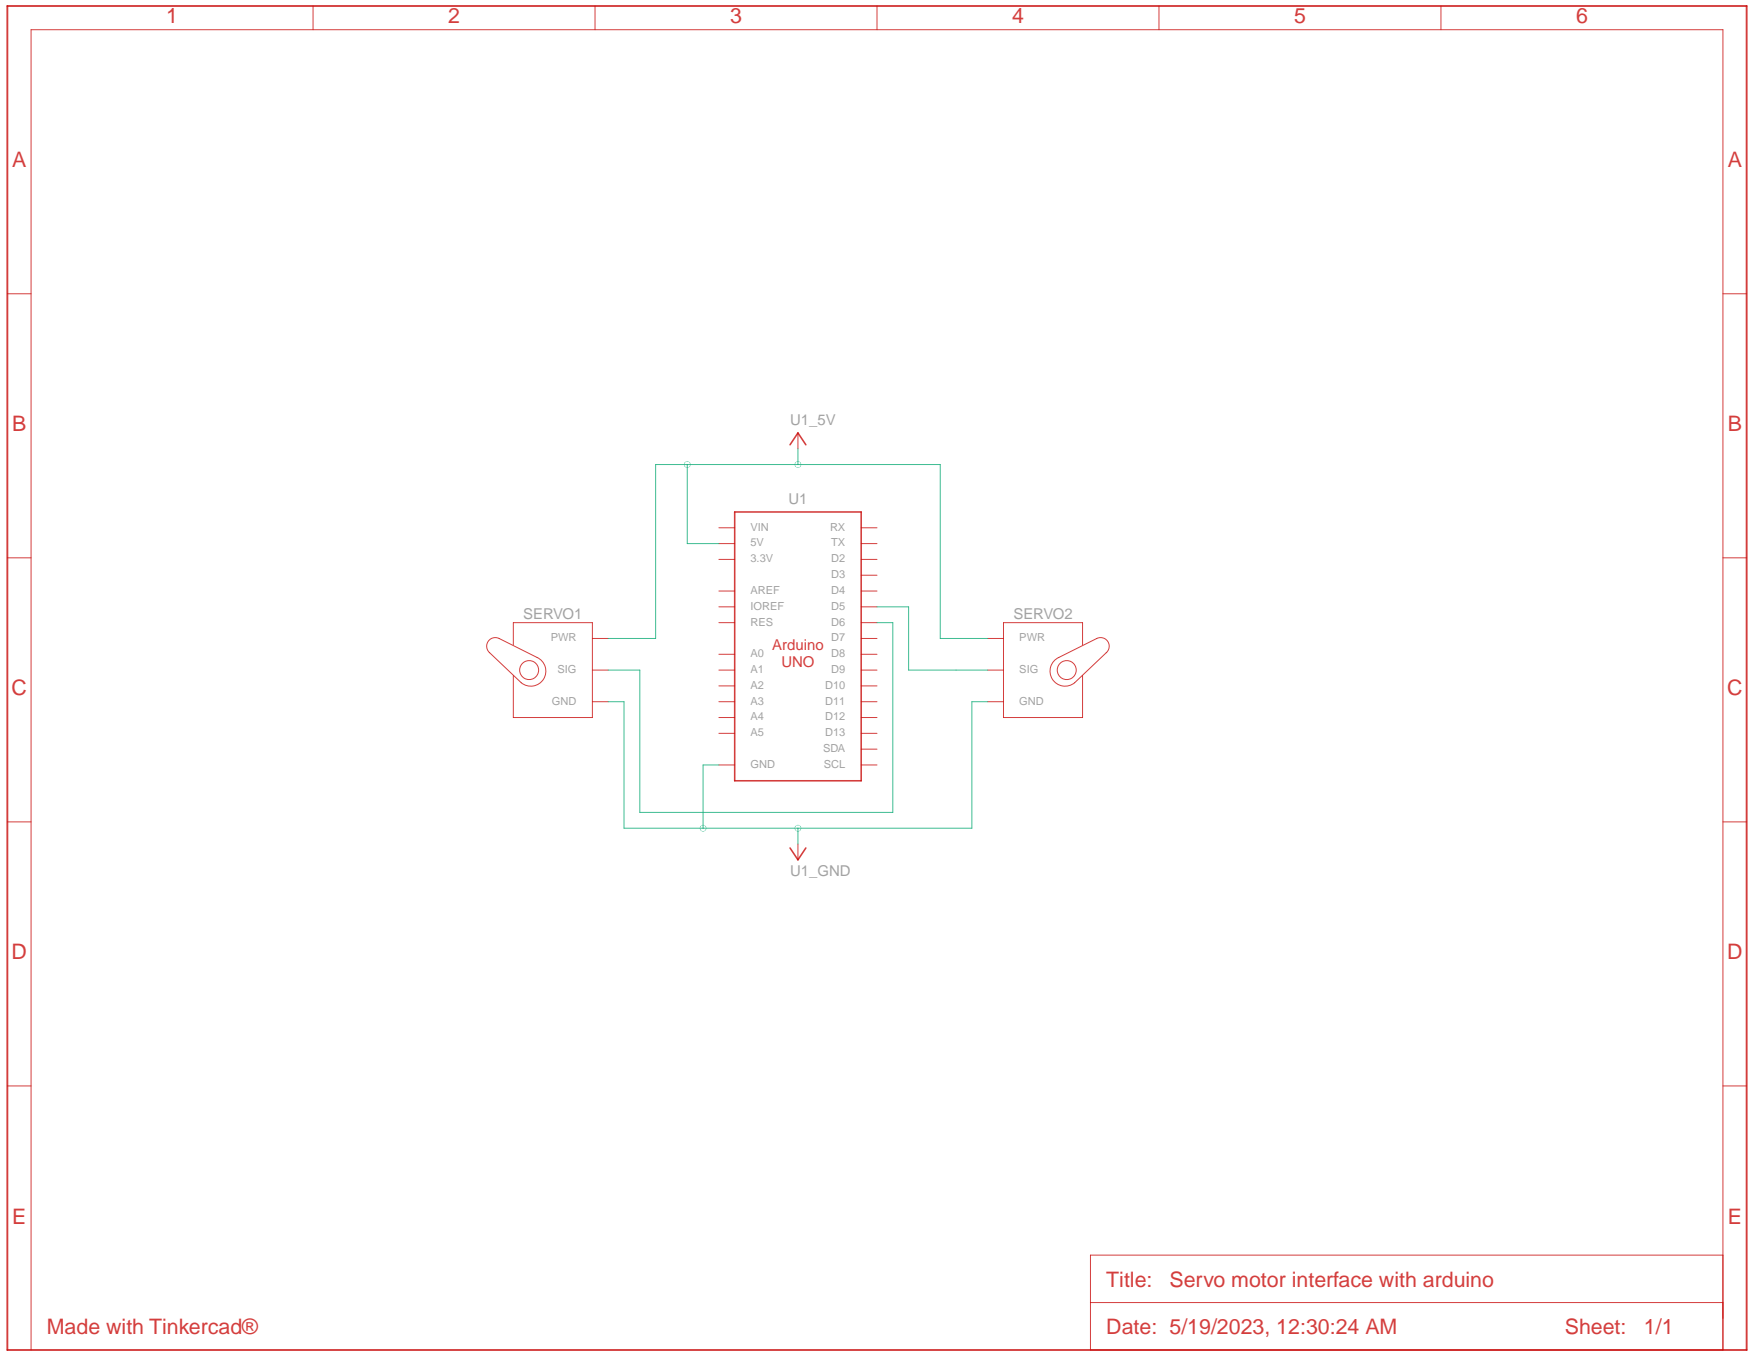 1 2 3 4 5 6
A A
B B
U1_5V
U1
VIN RX
5V TX
3.3V D2
D3
AREF D4
IOREF D5
RES D6
D7
Arduino
UNO
A0 D8
A1 D9
A2 D10
A3 D11
A4 D12
A5 D13
SDA
GND SCL
SERVO1
PWR
SIG
GND
SERVO2
PWR
SIG
GND
C C
U1_GND
D D
E E
Title: Servo motor interface with arduino
Date: 5/19/2023, 12:30:24 AM Sheet: 1/1
Made with Tinkercad®